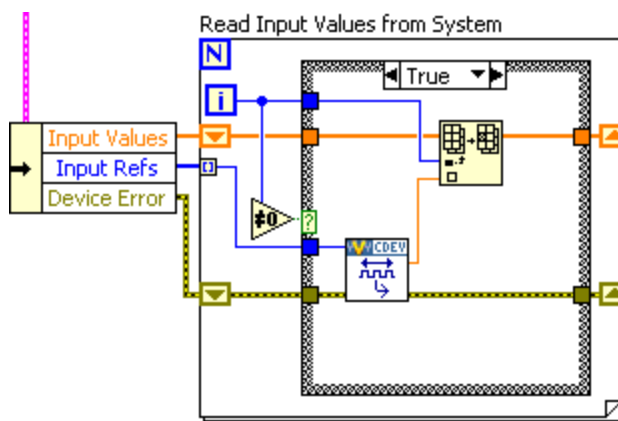 Read Input Values from System
N
True
i
Input Values
Input Refs
Device Error
≠0
?
CDEV